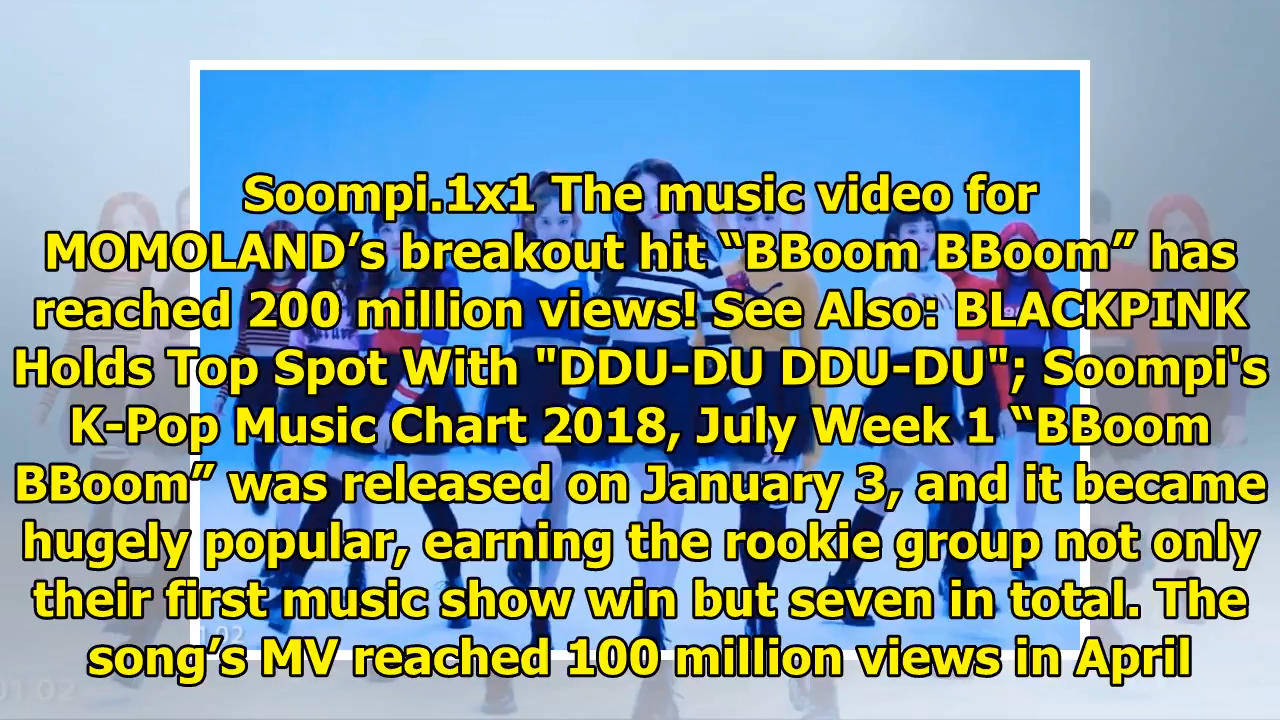 Soompi.1x1 The music video for
MOMOLAND’s breakout hit “BBoom BBoom” has
reached 200 million views! See Also: BLACKPINK
Holds Top Spot With "DDU-DU DDU-DU"; Soompi's
K-Pop Music Chart 2018, July Week 1 “BBoom
BBoom” was released on January 3, and it became
hugely popular, earning the rookie group not only
their first music show win but seven in total. The
song’s MV reached 100 million views in April
01 02